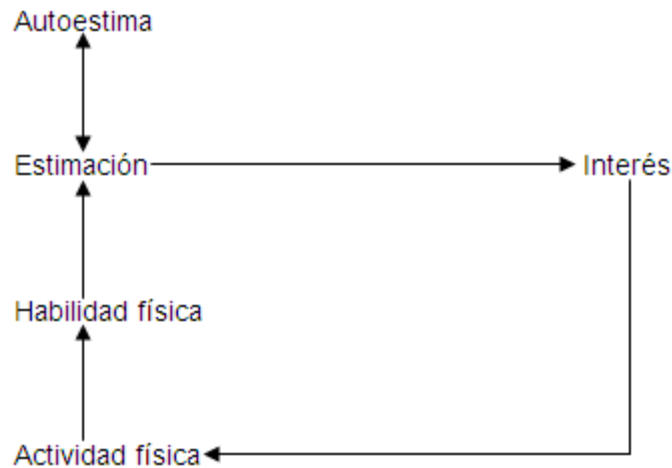 Autoestima
Estimación
Interés
Habilidad física
Actividad física